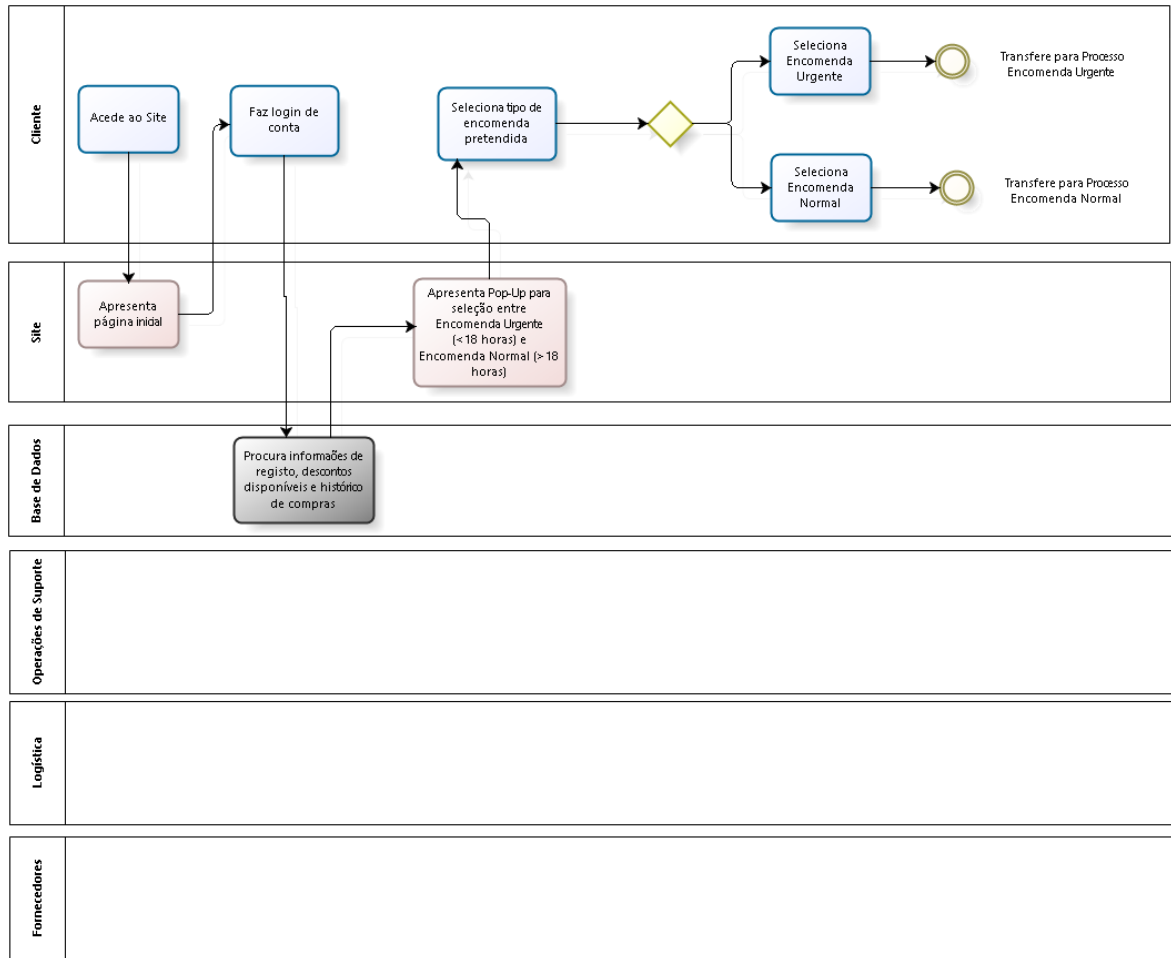 Cliente
Acede ao Site
Faz login de
conta
Seleciona tipo de
encomenda
pretendida
Seleciona
Encomenda
Urgente
Transfere para Processo
Encomenda Urgente
Seleciona
Encomenda
Normal
Transfere para Processo
Encomenda Normal
Site
Apresenta
página inicial
Apresenta Pop-Up para
seleção entre
Encomenda Urgente
(<18 horas) e
Encomenda Normal (>18
horas)
Base de Dados
Procura informaões de
registo, descontos
disponíveis e histórico
de compras
Operações de Suporte
Logística
Fornecedores